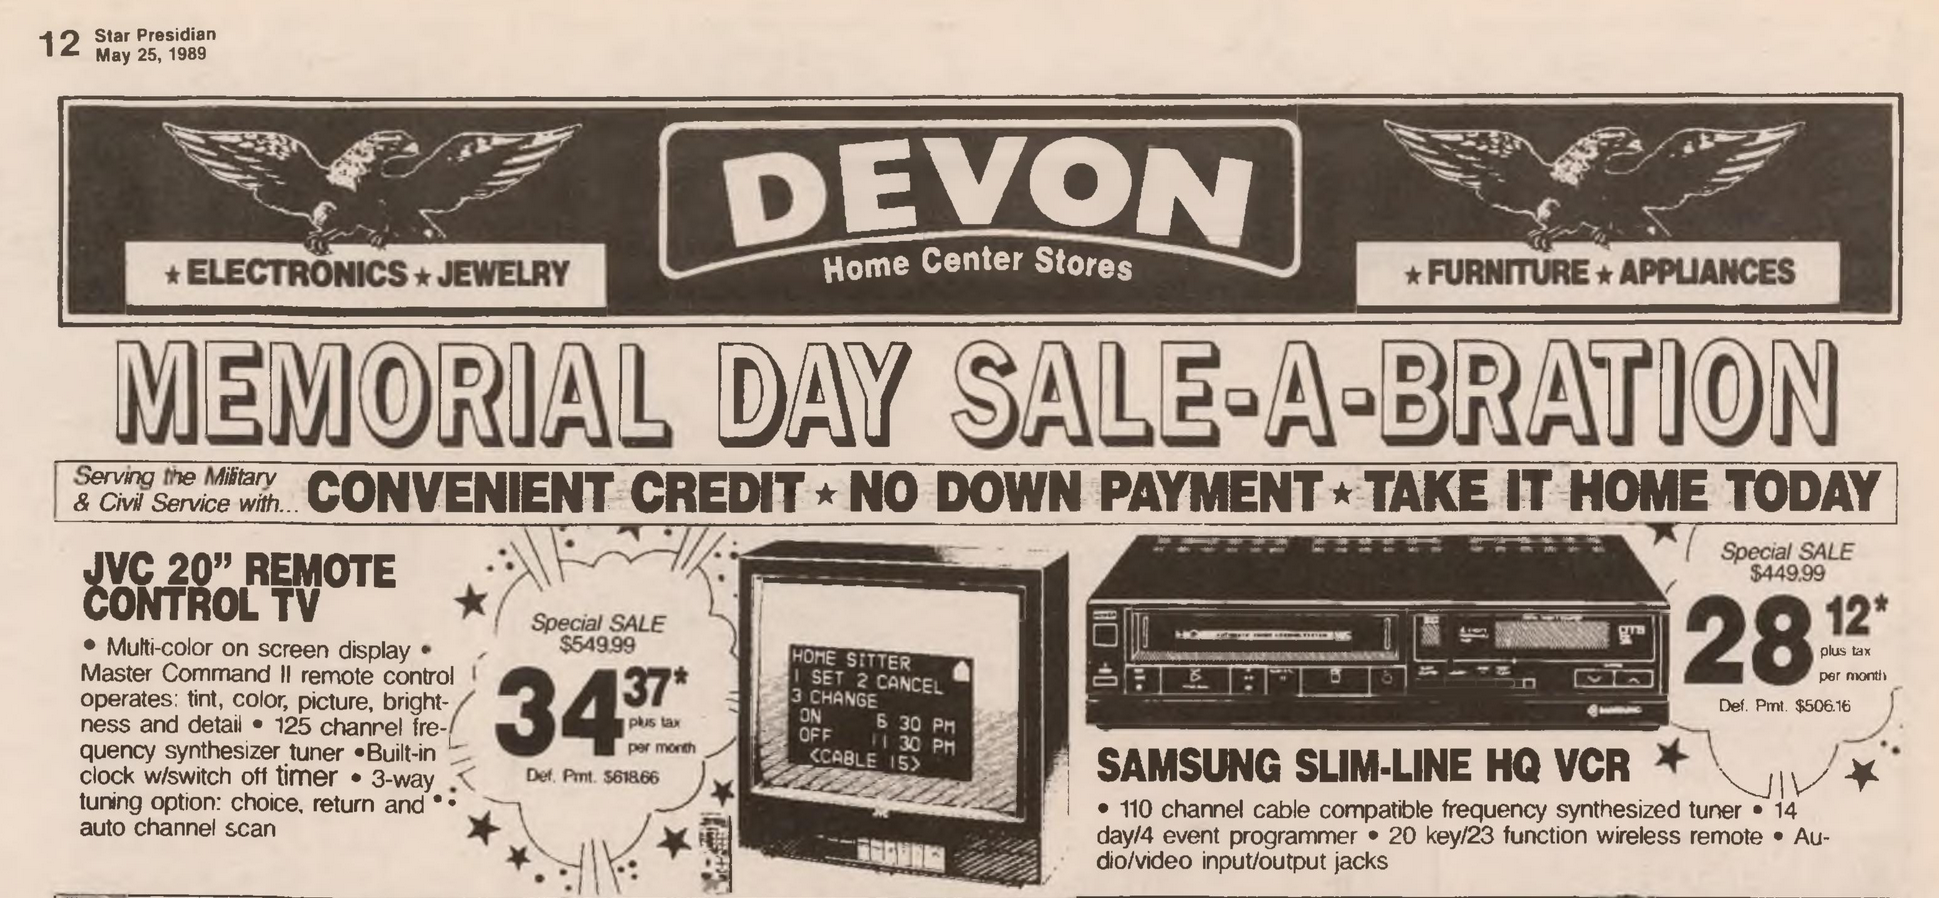 12 Star Presidian
May 25, 1989
★ ELECTRONICS ★ JEWELRY
DEVON
Home Center Stores
★ FURNITURE ★ APPLIANCES
MEMORIAL DAY SALE-A-BRATION
Serving the Military
& Civil Service with...
CONVENIENT CREDIT ★ NO DOWN PAYMENT ★ TAKE IT HOME TODAY
JVC 20” REMOTE
CONTROL TV
• Multi-color on screen display •
Master Command II remote control
operates: tint, color, picture, bright-
ness and detail • 125 channel fre-
quency synthesizer tuner •Built-in
clock w/switch off timer • 3-way
tuning option: choice, return and
auto channel scan
Special SALE
$549.99
34 37*
plus tax
per month
Def. Pmt. $618.66
HOME SITTER
1 SET 2 CANCEL
3 CHANGE
ON 6 30 PM
OFF 11 30 PM
<CABLE 15>
JVC
HQ
SAMSUNG
Special SALE
$449.99
28 12*
plus tax
per month
Def. Pmt. $506.16
SAMSUNG SLIM-LINE HQ VCR
• 110 channel cable compatible frequency synthesized tuner • 14
day/4 event programmer • 20 key/23 function wireless remote • Au-
dio/video input/output jacks